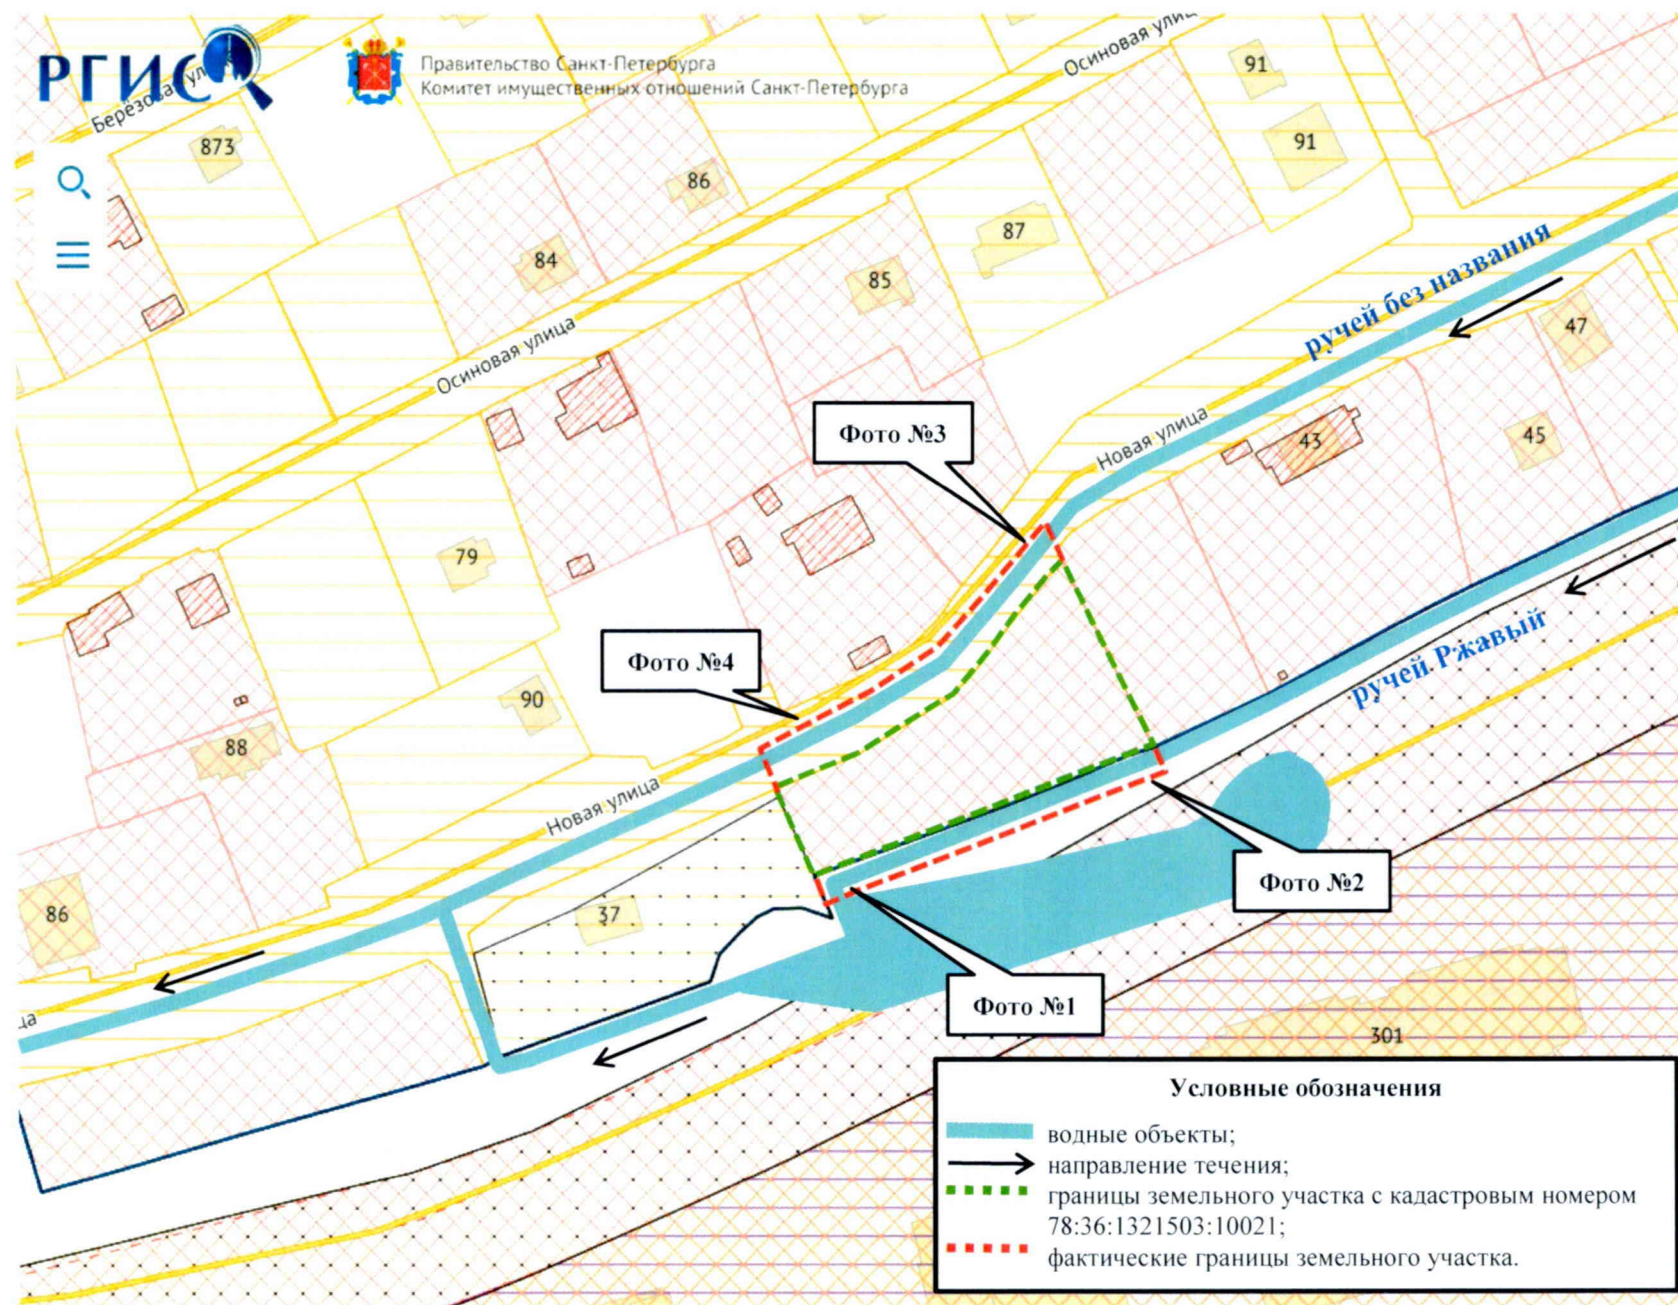 РГИС
Правительство Санкт-Петербурга
Комитет имущественных отношений Санкт-Петербурга
Берёзовая улица
Осиновая улица
91
91
873
86
87
84
85
ручей без названия
47
Осиновая улица
Новая улица
43
45
Фото №3
79
Фото №4
ручей Ржавый
90
88
Новая улица
86
37
Фото №2
Фото №1
ца
301
Условные обозначения
водные объекты;
направление течения;
границы земельного участка с кадастровым номером
78:36:1321503:10021;
фактические границы земельного участка.